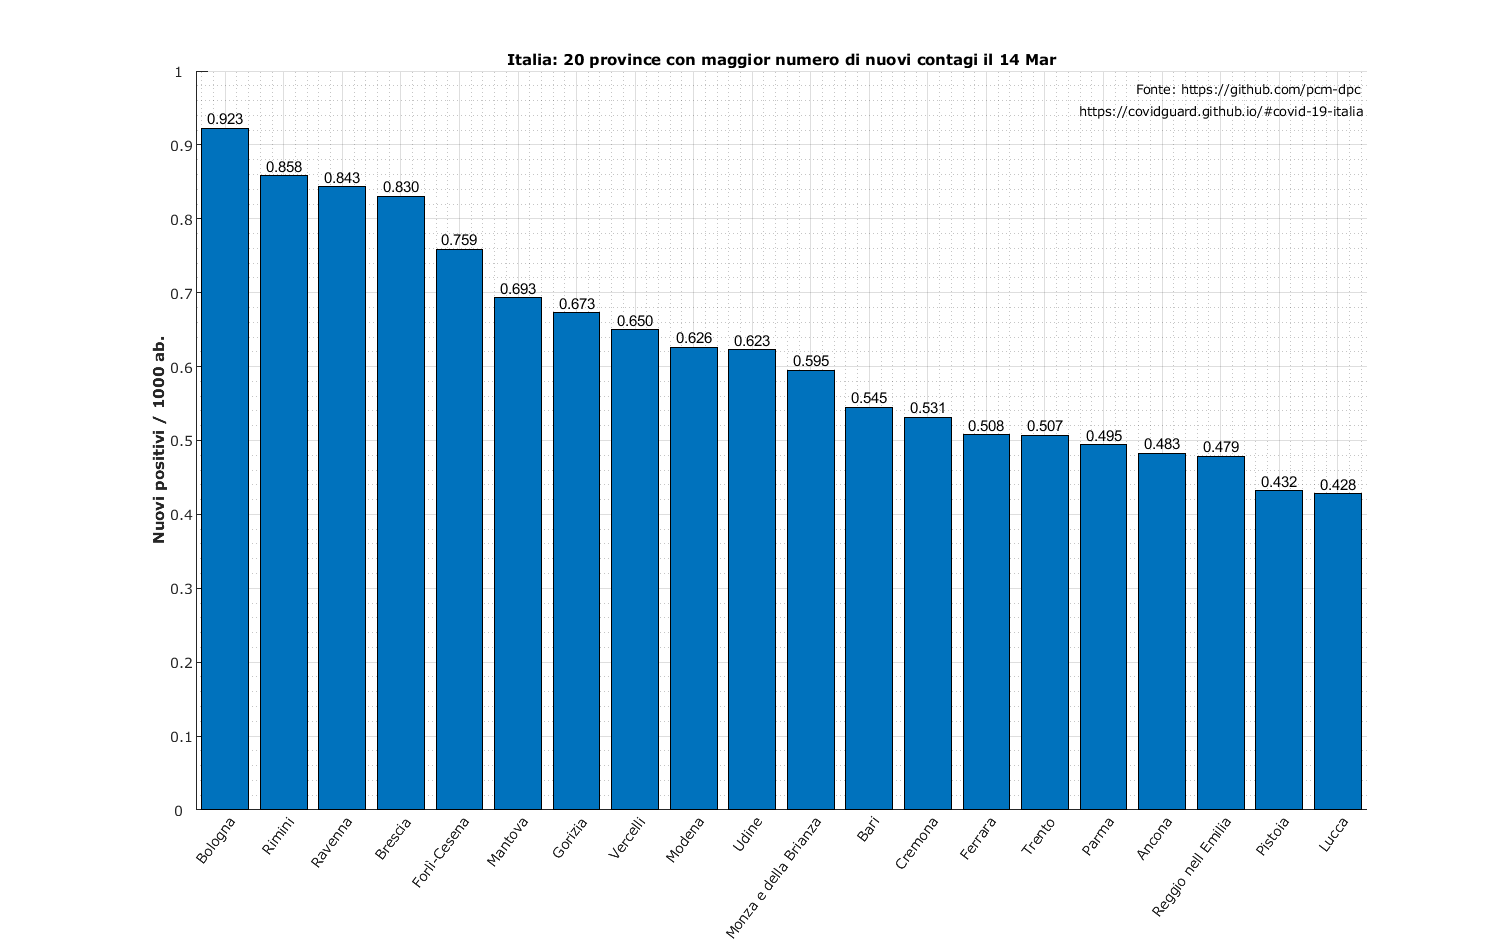 Italia: 20 province con maggior numero di nuovi contagi il 14 Mar
Fonte: https://github.com/pcm-dpc
https://covidguard.github.io/#covid-19-italia
Nuovi positivi / 1000 ab.
1
0.9
0.8
0.7
0.6
0.5
0.4
0.3
0.2
0.1
0
0.923
0.858
0.843
0.830
0.759
0.693
0.673
0.650
0.626
0.623
0.595
0.545
0.531
0.508
0.507
0.495
0.483
0.479
0.432
0.428
Bologna
Rimini
Ravenna
Brescia
Forlì-Cesena
Mantova
Gorizia
Vercelli
Modena
Udine
Monza e della Brianza
Bari
Cremona
Ferrara
Trento
Parma
Ancona
Reggio nell Emilia
Pistoia
Lucca